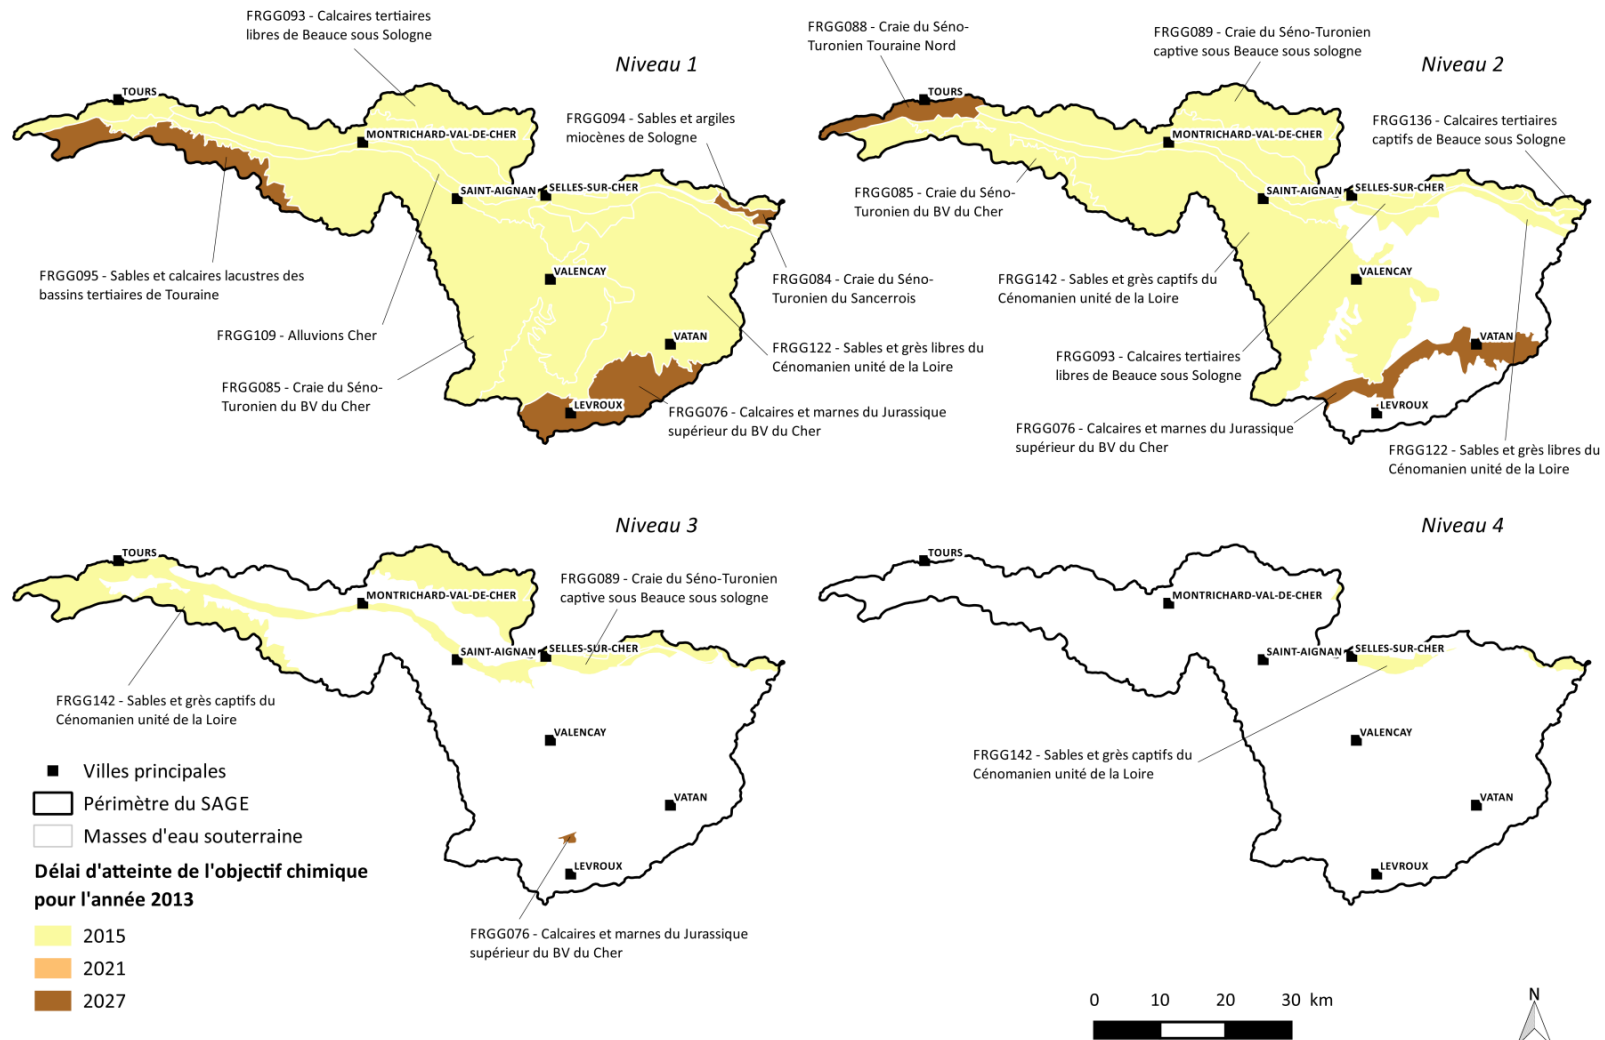 FRGG093 - Calcaires tertiaires
libres de Beauce sous Sologne
Niveau 1
TOURS
MONTRICHARD-VAL-DE-CHER
FRGG094 - Sables et argiles
miocènes de Sologne
SAINT-AIGNAN
SELLES-SUR-CHER
FRGG095 - Sables et calcaires lacustres des
bassins tertiaires de Touraine
VALENCAY
FRGG084 - Craie du Séno-
Turonien du Sancerrois
FRGG109 - Alluvions Cher
VATAN
FRGG122 - Sables et grès libres du
Cénomanien unité de la Loire
FRGG085 - Craie du Séno-
Turonien du BV du Cher
LEVROUX
FRGG076 - Calcaires et marnes du Jurassique
supérieur du BV du Cher
FRGG088 - Craie du Séno-
Turonien Touraine Nord
FRGG089 - Craie du Séno-Turonien
captive sous Beauce sous sologne
Niveau 2
TOURS
MONTRICHARD-VAL-DE-CHER
FRGG136 - Calcaires tertiaires
captifs de Beauce sous Sologne
FRGG085 - Craie du Séno-
Turonien du BV du Cher
SAINT-AIGNAN
SELLES-SUR-CHER
FRGG142 - Sables et grès captifs du
Cénomanien unité de la Loire
VALENCAY
VATAN
FRGG093 - Calcaires tertiaires
libres de Beauce sous Sologne
LEVROUX
FRGG076 - Calcaires et marnes du Jurassique
supérieur du BV du Cher
FRGG122 - Sables et grès libres du
Cénomanien unité de la Loire
Niveau 3
TOURS
FRGG089 - Craie du Séno-Turonien
captive sous Beauce sous sologne
MONTRICHARD-VAL-DE-CHER
SAINT-AIGNAN
SELLES-SUR-CHER
FRGG142 - Sables et grès captifs du
Cénomanien unité de la Loire
VALENCAY
VATAN
LEVROUX
FRGG076 - Calcaires et marnes du Jurassique
supérieur du BV du Cher
Niveau 4
TOURS
MONTRICHARD-VAL-DE-CHER
SAINT-AIGNAN
SELLES-SUR-CHER
FRGG142 - Sables et grès captifs du
Cénomanien unité de la Loire
VALENCAY
VATAN
LEVROUX
Villes principales
Périmètre du SAGE
Masses d'eau souterraine
Délai d'atteinte de l'objectif chimique
pour l'année 2013
2015
2021
2027
0 10 20 30 km
N